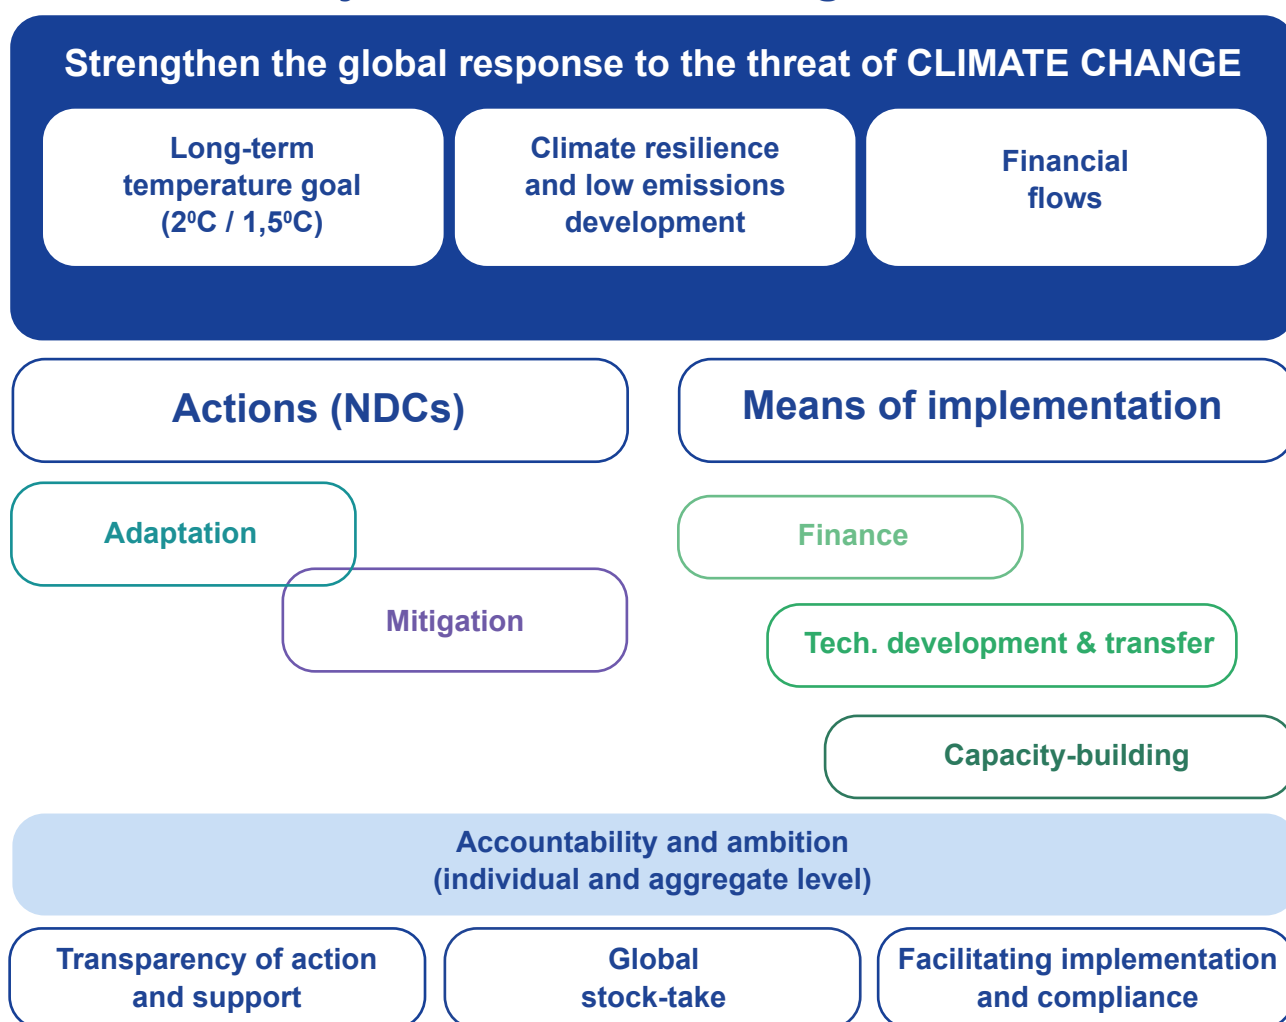 Strengthen the global response to the threat of CLIMATE CHANGE
Long-term
temperature goal
(2⁰C / 1,5⁰C)
Climate resilience
and low emissions
development
Financial
flows
Actions (NDCs)
Means of implementation
Adaptation
Mitigation
Finance
Tech. development & transfer
Capacity-building
Accountability and ambition
(individual and aggregate level)
Transparency of action
and support
Global
stock-take
Facilitating implementation
and compliance